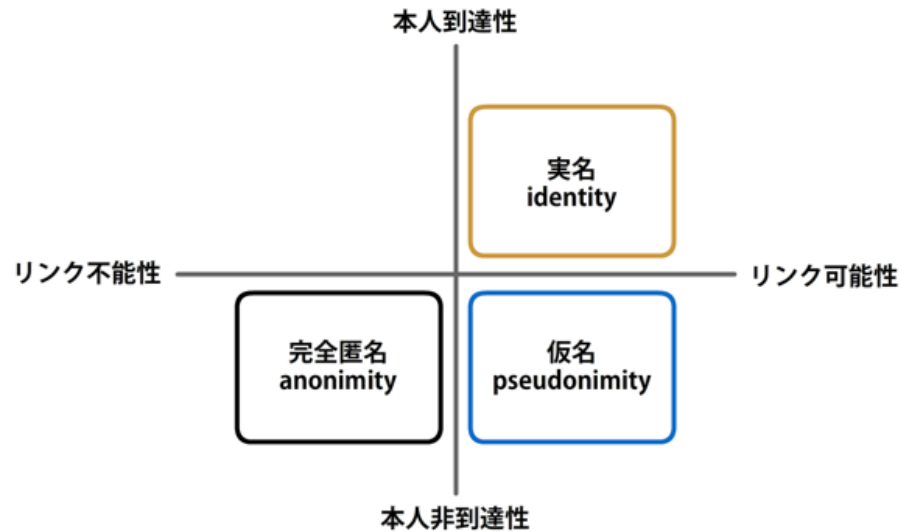 本人到達性
実名
identity
リンク不能性
リンク可能性
完全匿名
anonimity
仮名
pseudonimity
本人非到達性